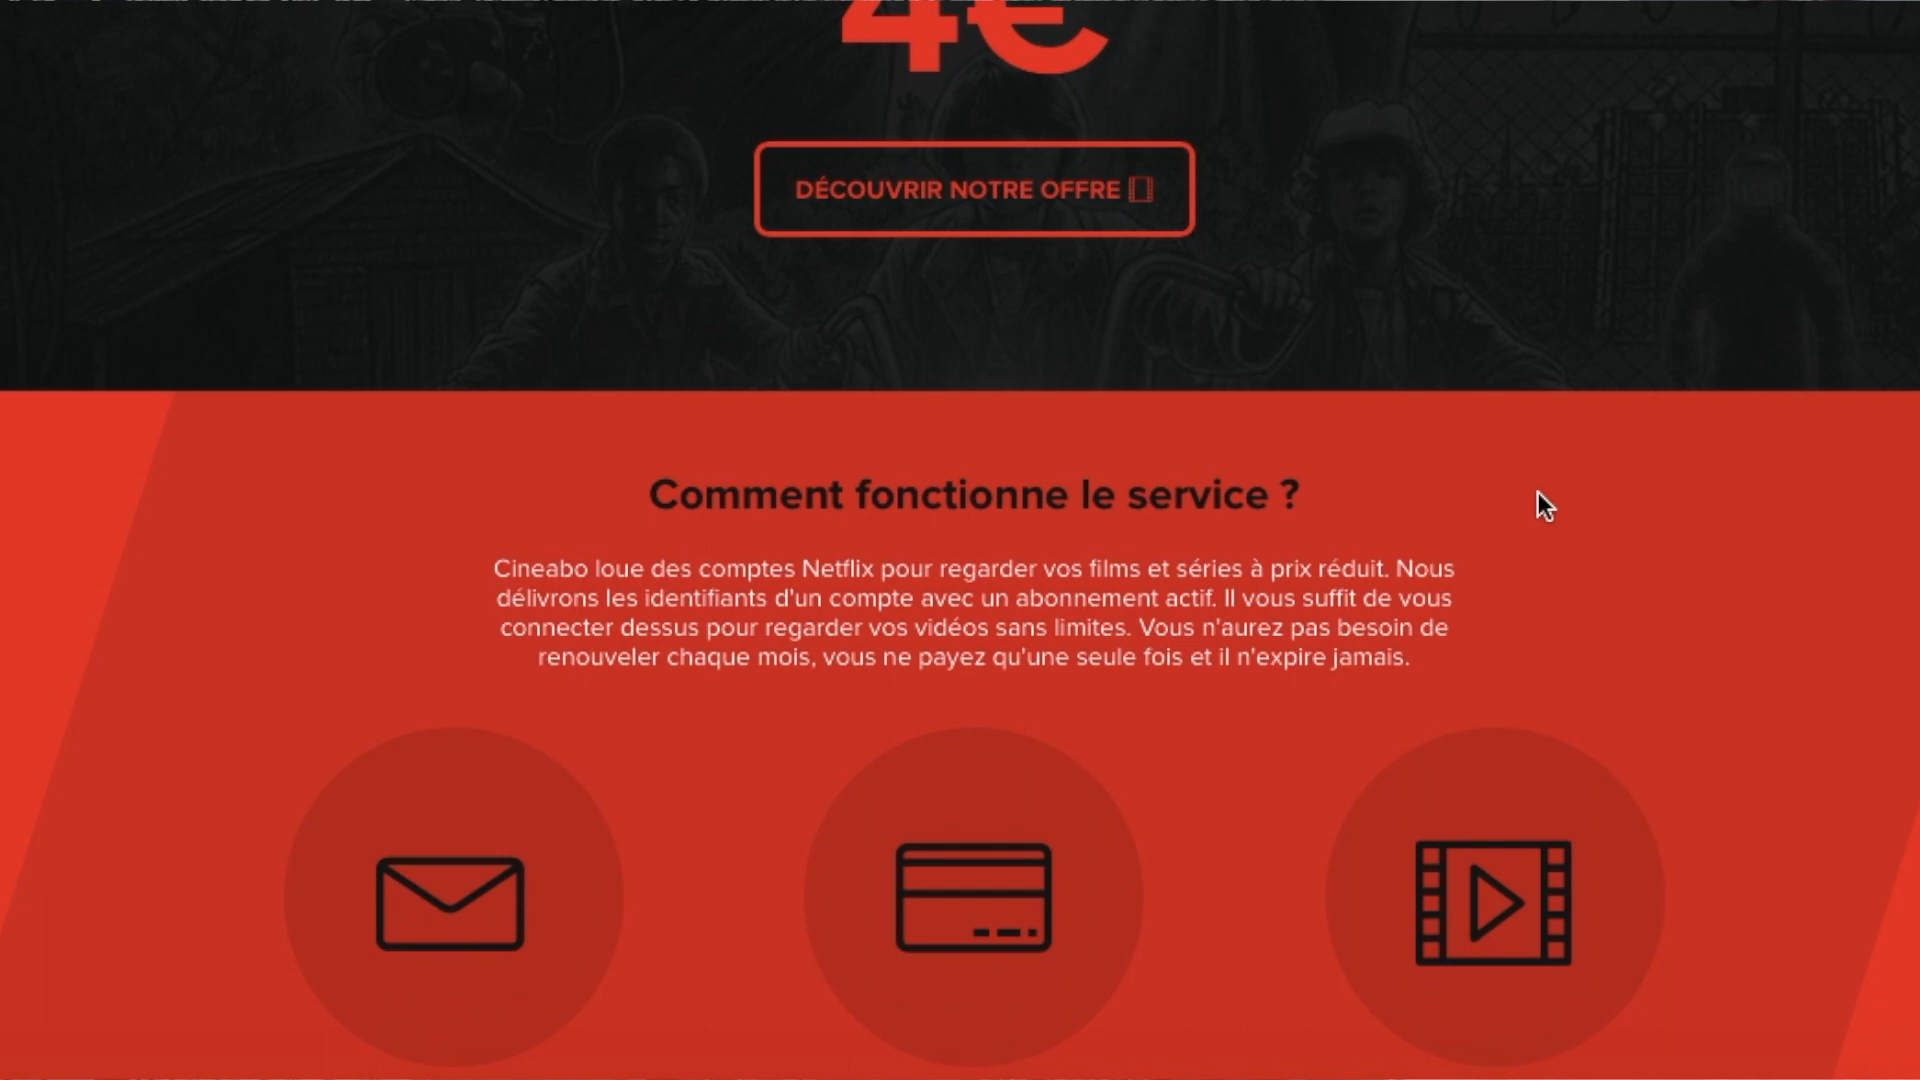 4€
DÉCOUVRIR NOTRE OFFRE
Comment fonctionne le service ?
Cineabo loue des comptes Netflix pour regarder vos films et séries à prix réduit. Nous
délivrons les identifiants d'un compte avec un abonnement actif. Il vous suffit de vous
connecter dessus pour regarder vos vidéos sans limites. Vous n'aurez pas besoin de
renouveler chaque mois, vous ne payez qu'une seule fois et il n'expire jamais.